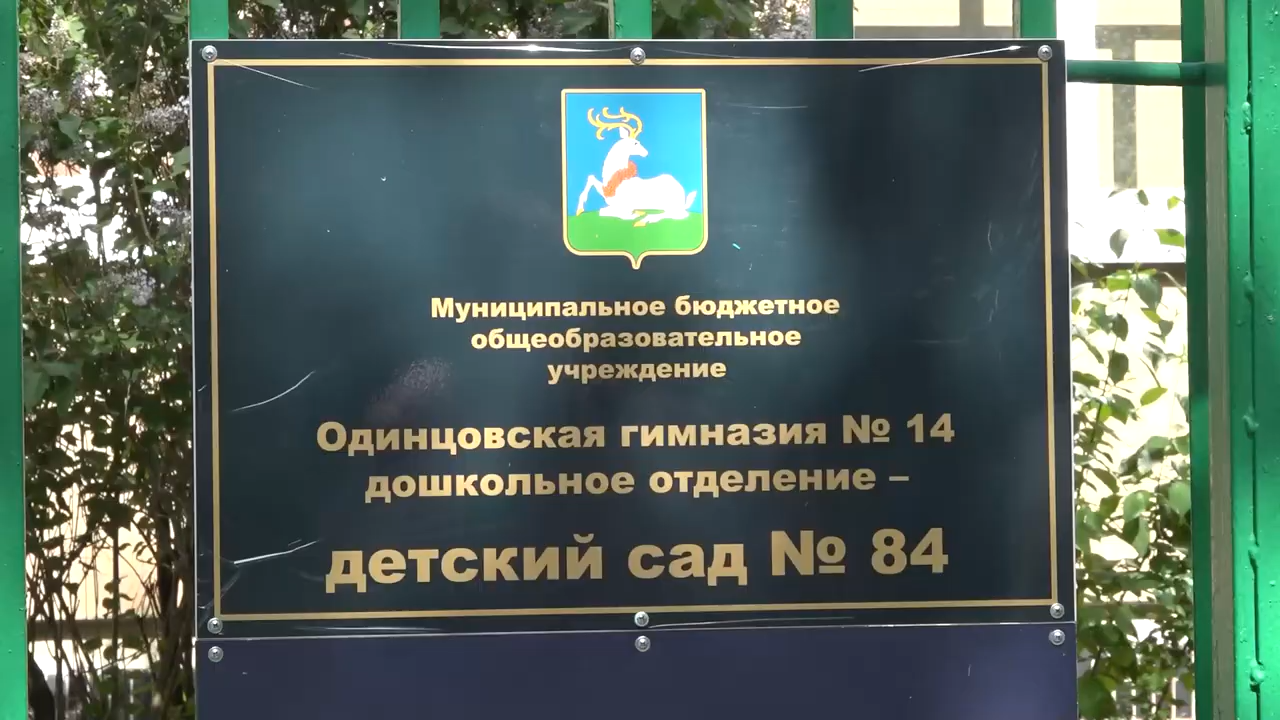 Муниципальное бюджетное
общеобразовательное
учреждение
Одинцовская гимназия № 14
дошкольное отделение –
детский сад № 84